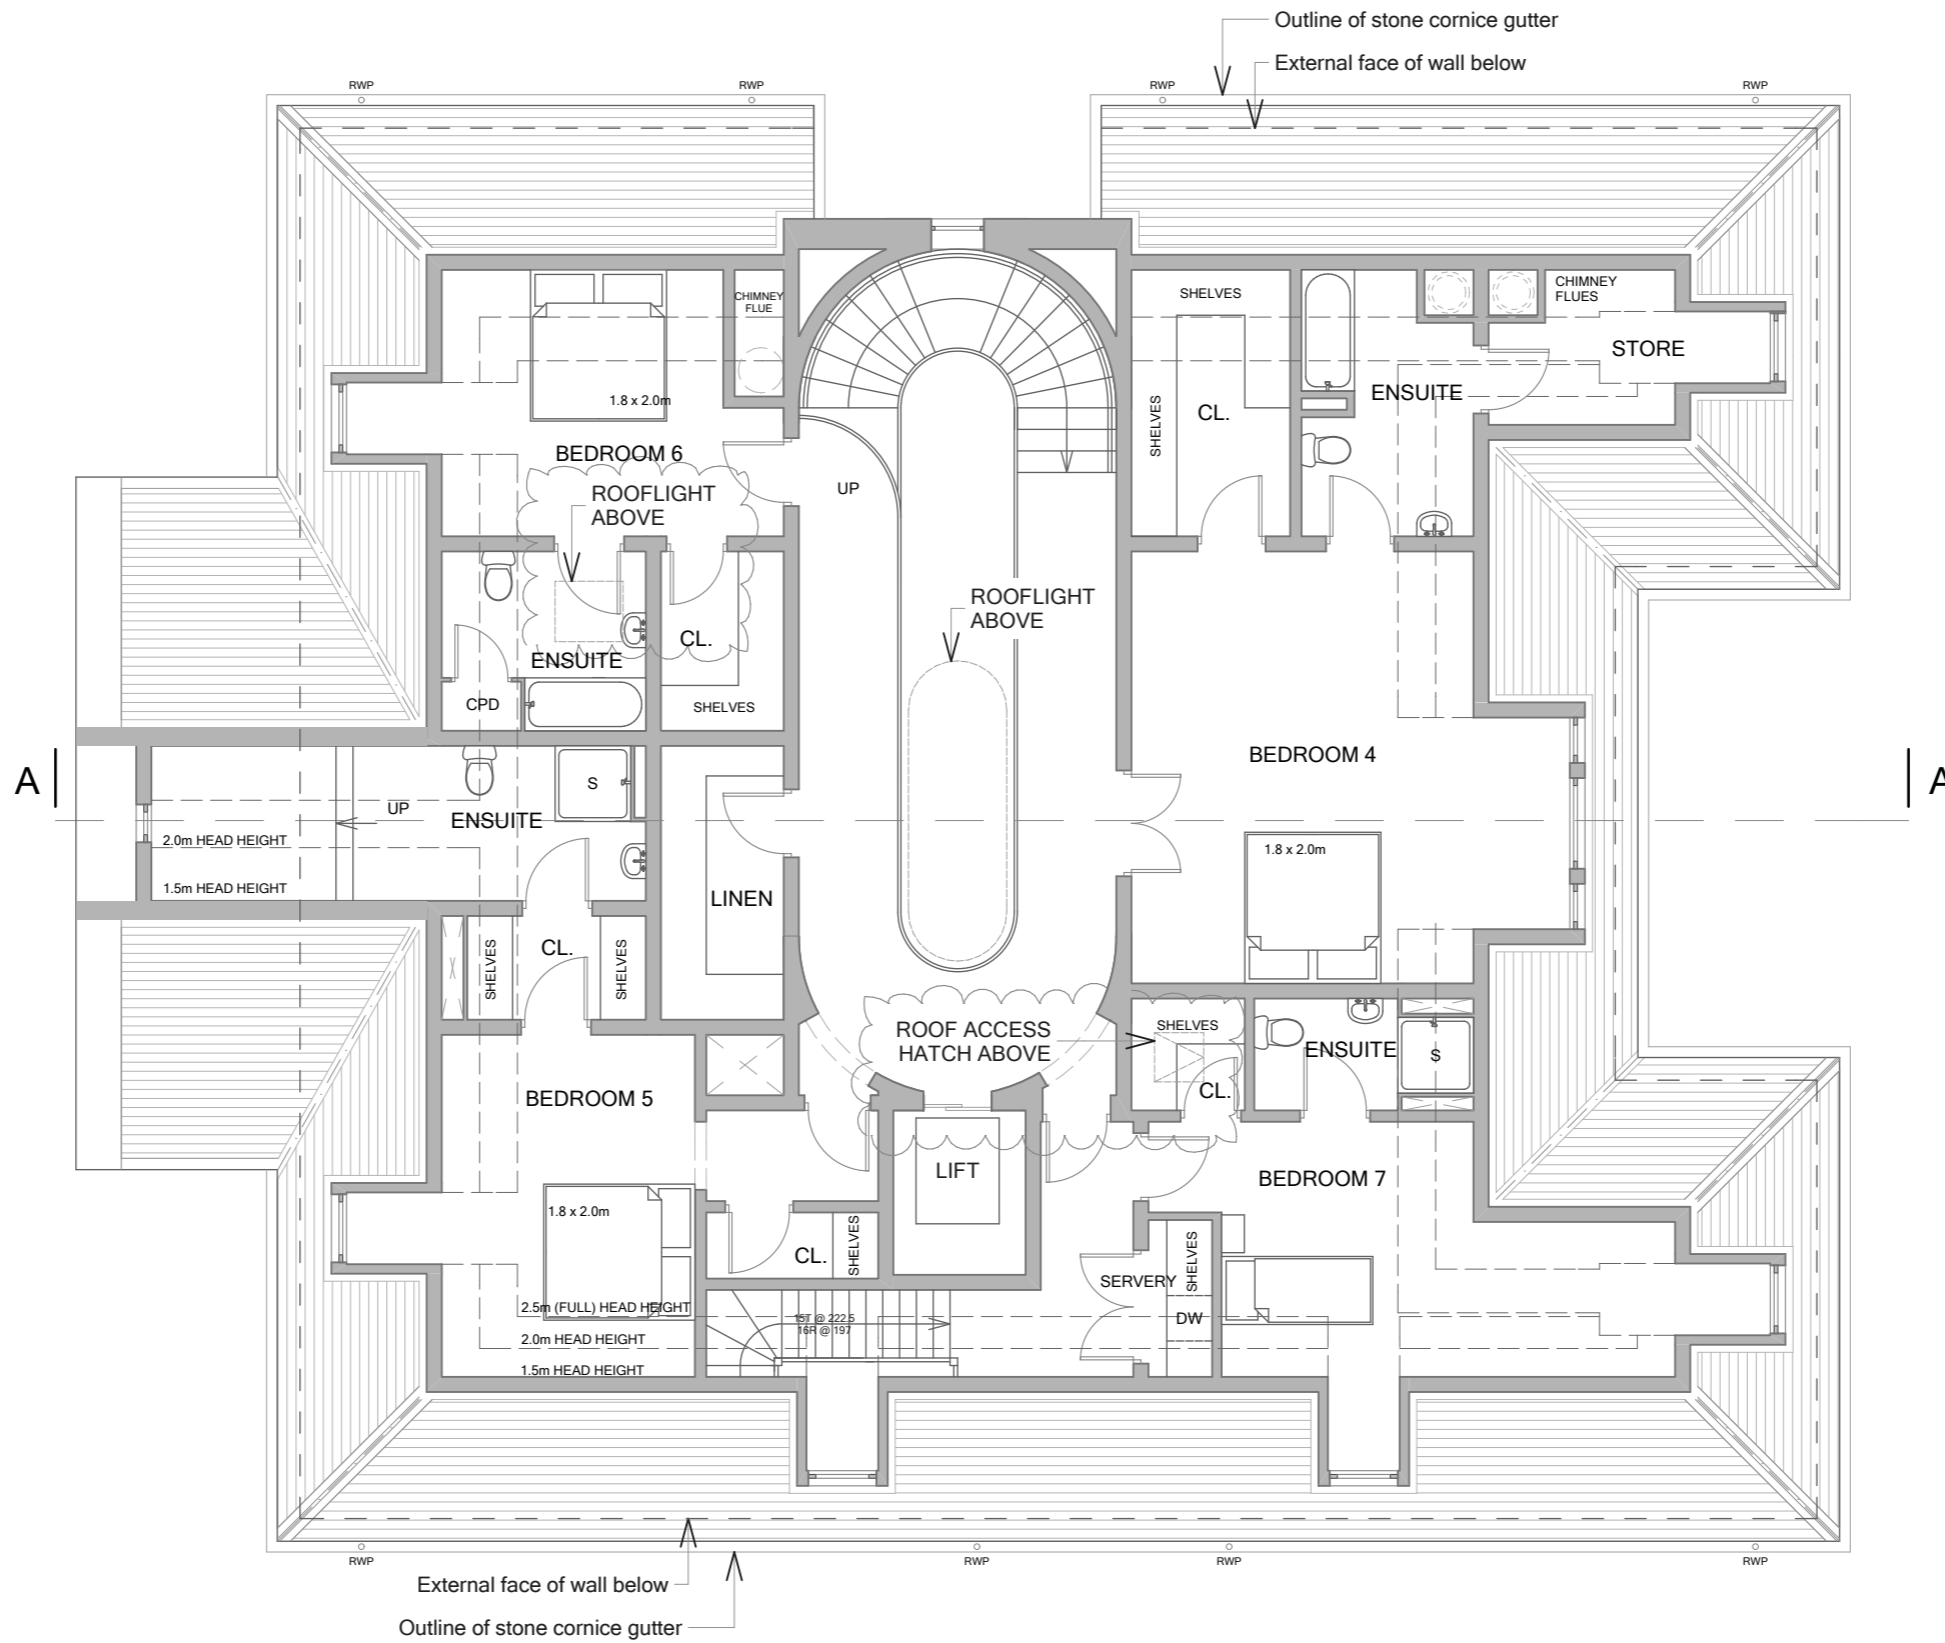 Outline of stone cornice gutter
External face of wall below
RWP
RWP
RWP
RWP
CHIMNEY
FLUE
SHELVES
CHIMNEY
FLUES
STORE
ENSUITE
SHELVES
CL.
1.8 x 2.0m
BEDROOM 6
ROOFLIGHT
ABOVE
UP
ROOFLIGHT
ABOVE
CL.
ENSUITE
CPD
SHELVES
BEDROOM 4
A
A
S
UP
ENSUITE
2.0m HEAD HEIGHT
1.5m HEAD HEIGHT
1.8 x 2.0m
LINEN
SHELVES
CL.
SHELVES
ROOF ACCESS
HATCH ABOVE
SHELVES
CL.
ENSUITE
S
BEDROOM 5
LIFT
BEDROOM 7
1.8 x 2.0m
CL.
SHELVES
SERVERY
SHELVES
DW
2.5m (FULL) HEAD HEIGHT
2.0m HEAD HEIGHT
1.5m HEAD HEIGHT
15T @ 222.5
16R @ 197
RWP
RWP
RWP
RWP
External face of wall below
Outline of stone cornice gutter